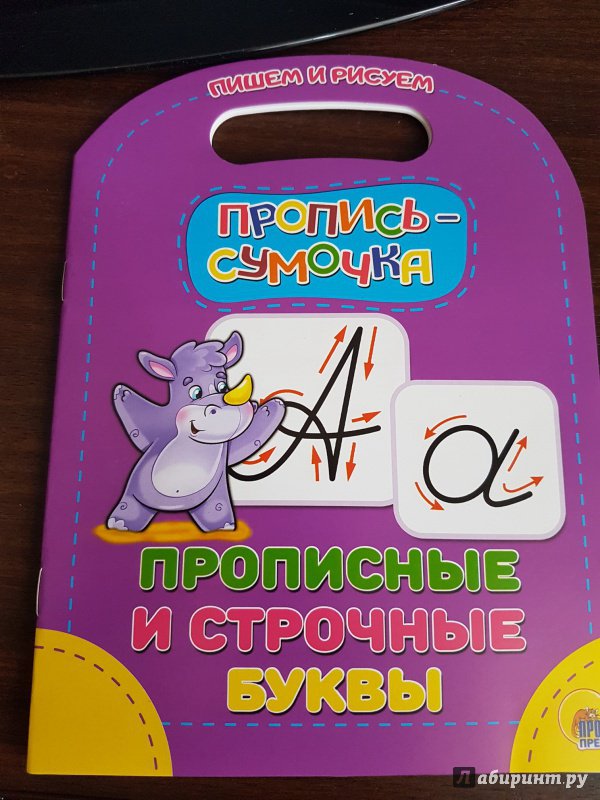 ПИШЕМ И РИСУЕМ
ПРОПИСЬ-
СУМОЧКА
А
а
ПРОПИСНЫЕ
И СТРОЧНЫЕ
БУКВЫ
Лабиринт.ру